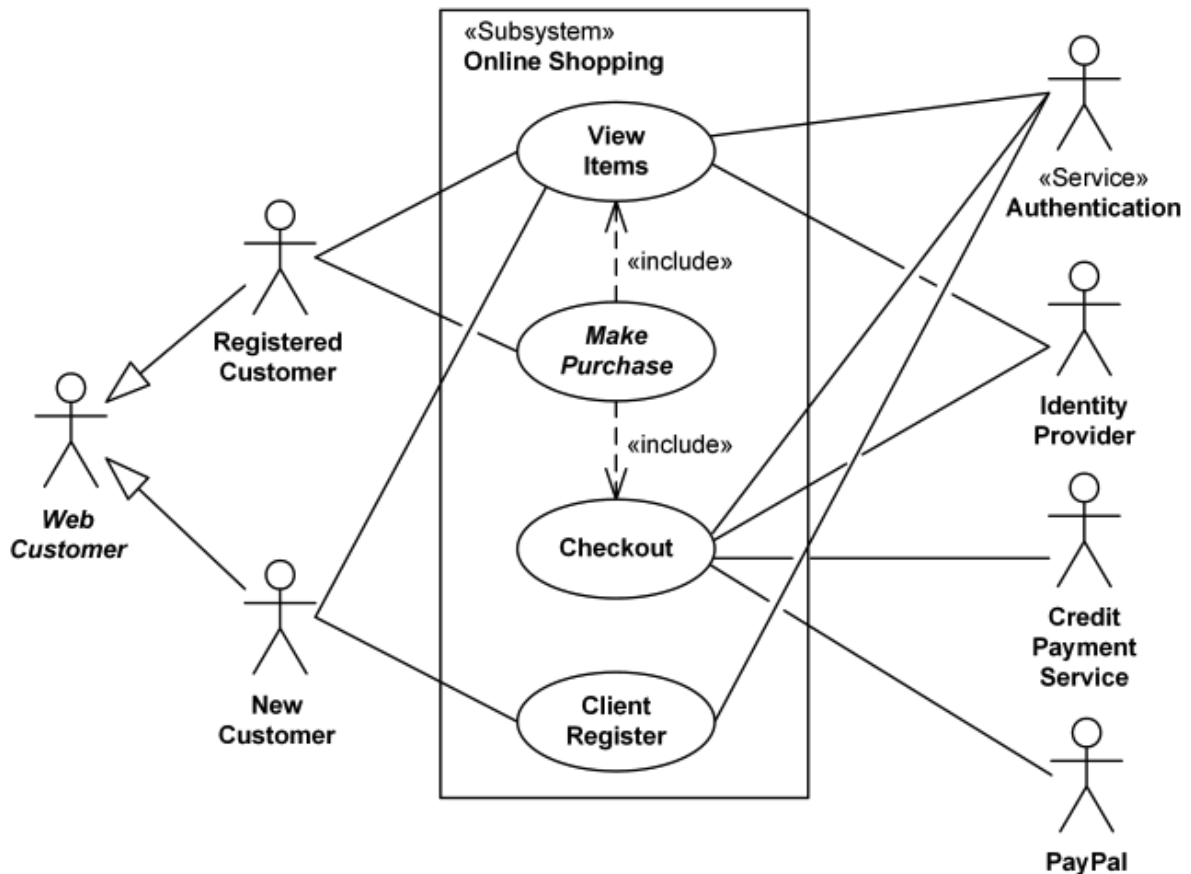 «Subsystem»
Online Shopping
View
Items
«Service»
Authentication
«include»
Registered
Customer
Make
Purchase
Identity
Provider
«include»
Web
Customer
Checkout
Credit
Payment
Service
New
Customer
Client
Register
PayPal